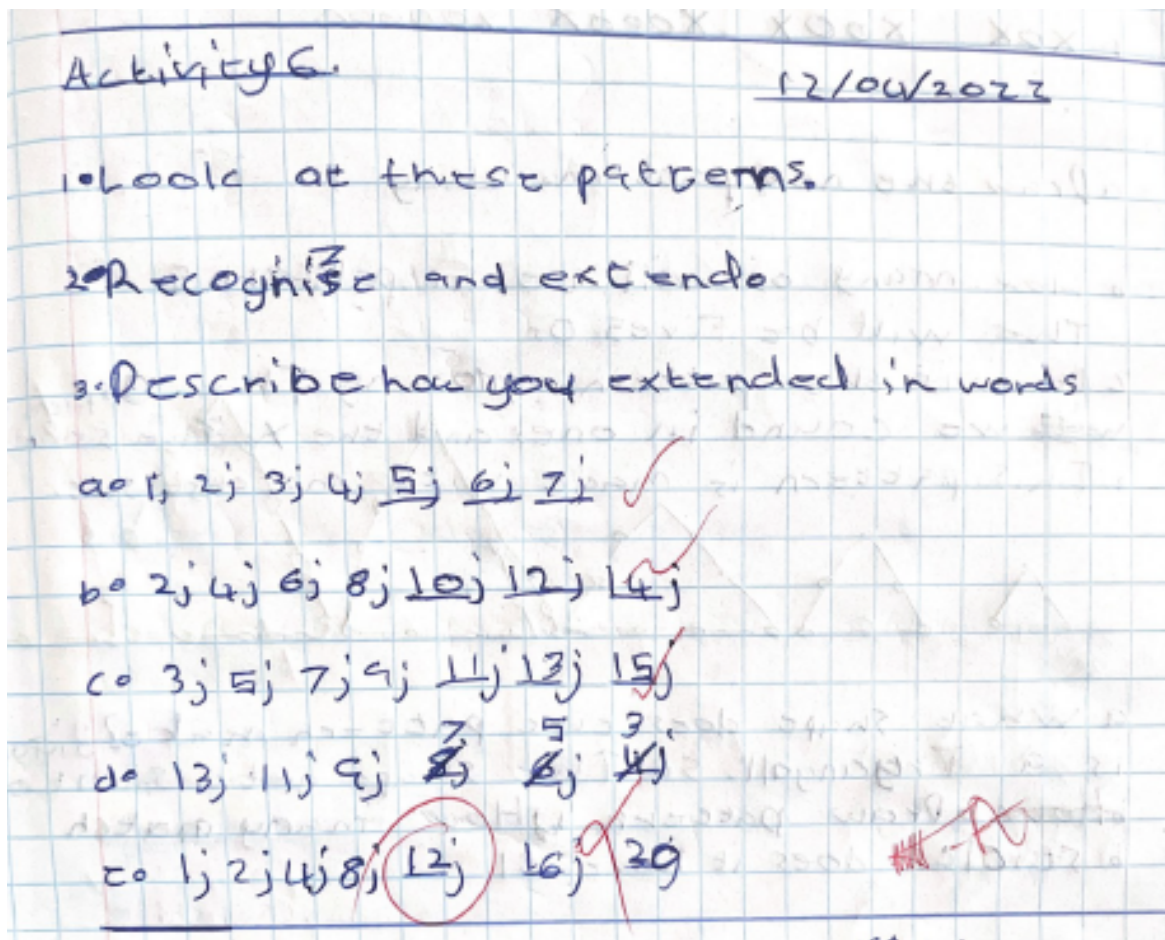 Activity 6.
12/04/2022
1. Look at these patterns.
2. Recognise and extend.
3. Describe how you extended in words
a. 1; 2; 3; 4; 5; 6; 7;
b. 2; 4; 6; 8; 10; 12; 14;
c. 3; 5; 7; 9; 11; 13; 15;
7 5 3
d. 13; 11; 9; 8; 6; 4;
e. 1; 2; 4; 8; 12; 16; 20